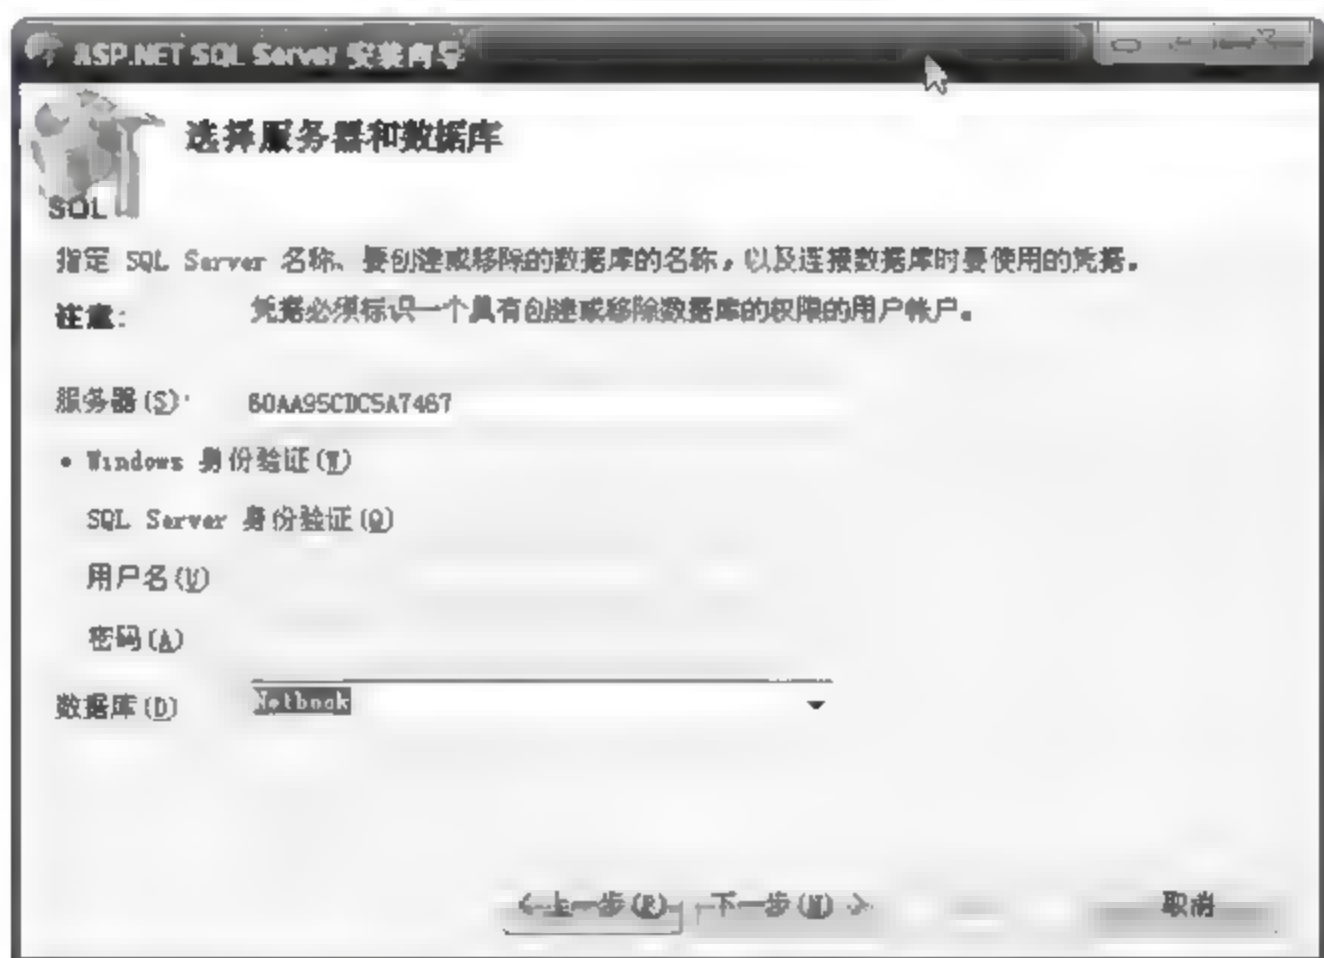 ASP.NET SQL Server 安装向导
选择服务器和数据库
SQL
指定 SQL Server 名称、要创建或移除的数据库的名称，以及连接数据库时要使用的凭据。
注意: 凭据必须标识一个具有创建或移除数据库的权限的用户帐户。
服务器(S): 60AA95CDC5A7467
Windows 身份验证(W)
SQL Server 身份验证(Q)
用户名(U)
密码(A)
数据库(D) Netbook
<上一步(P) 下一步(N) > 取消